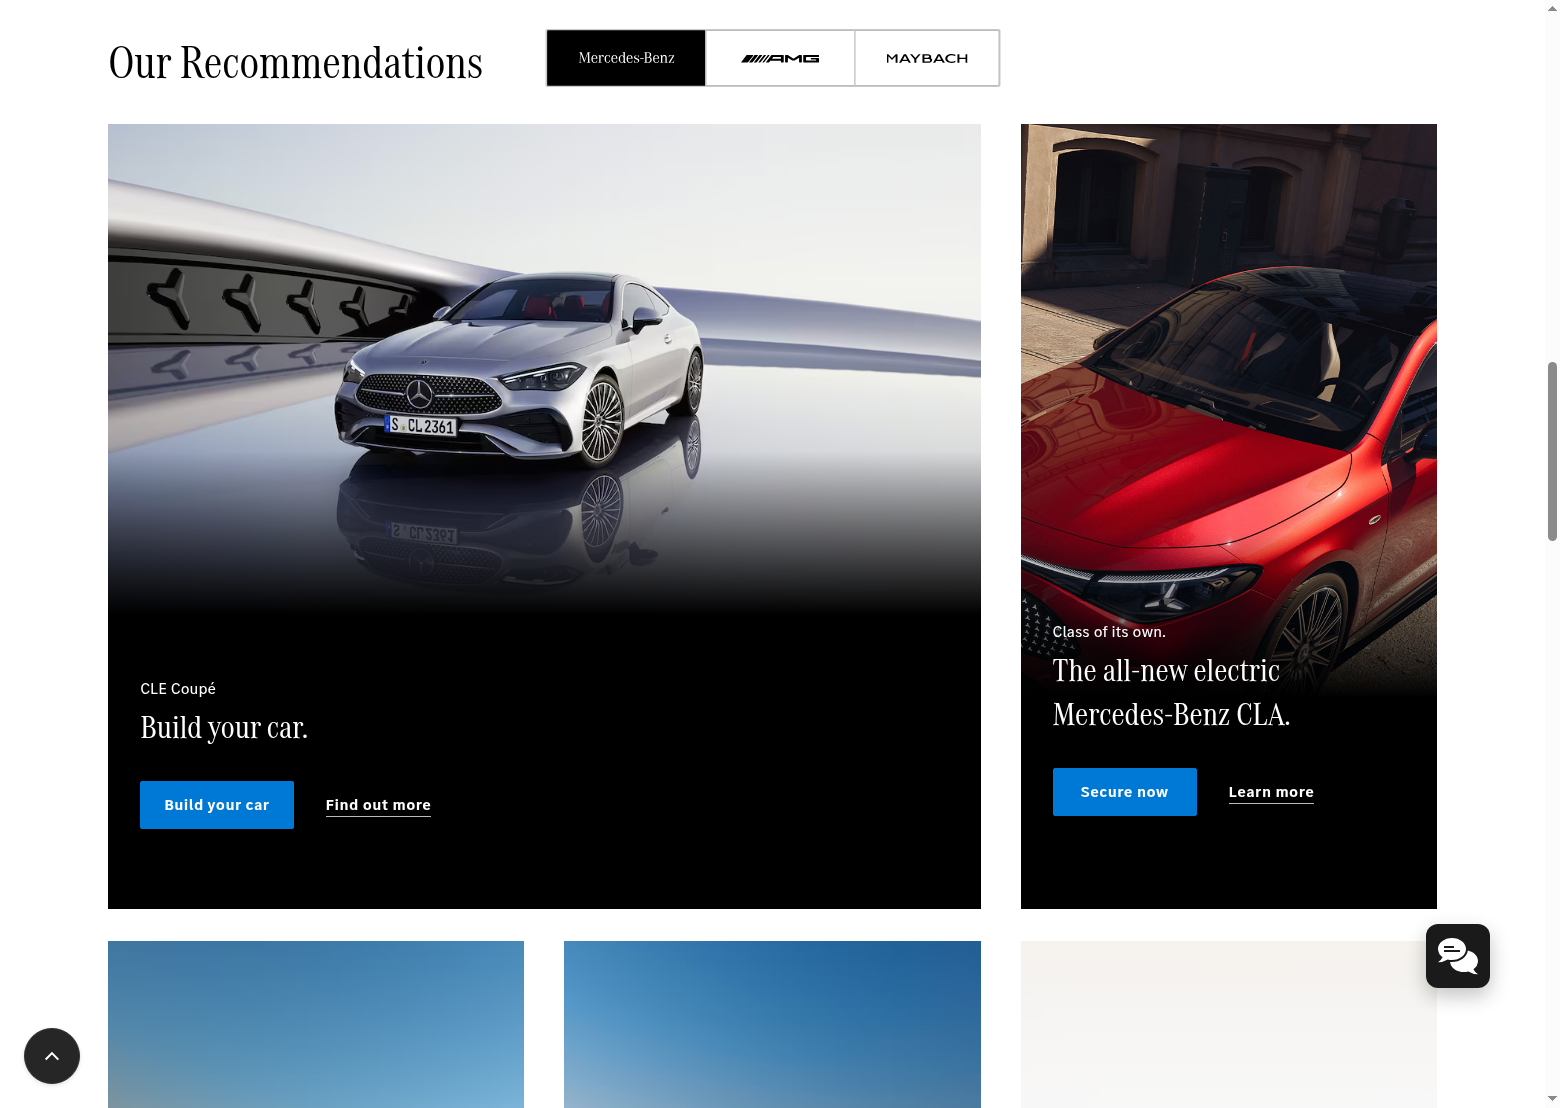 Our Recommendations
Mercedes-Benz
AMG
MAYBACH
S CL 2361
CLE Coupé
Build your car.
Build your car
Find out more
Class of its own.
The all-new electric
Mercedes-Benz CLA.
Secure now
Learn more